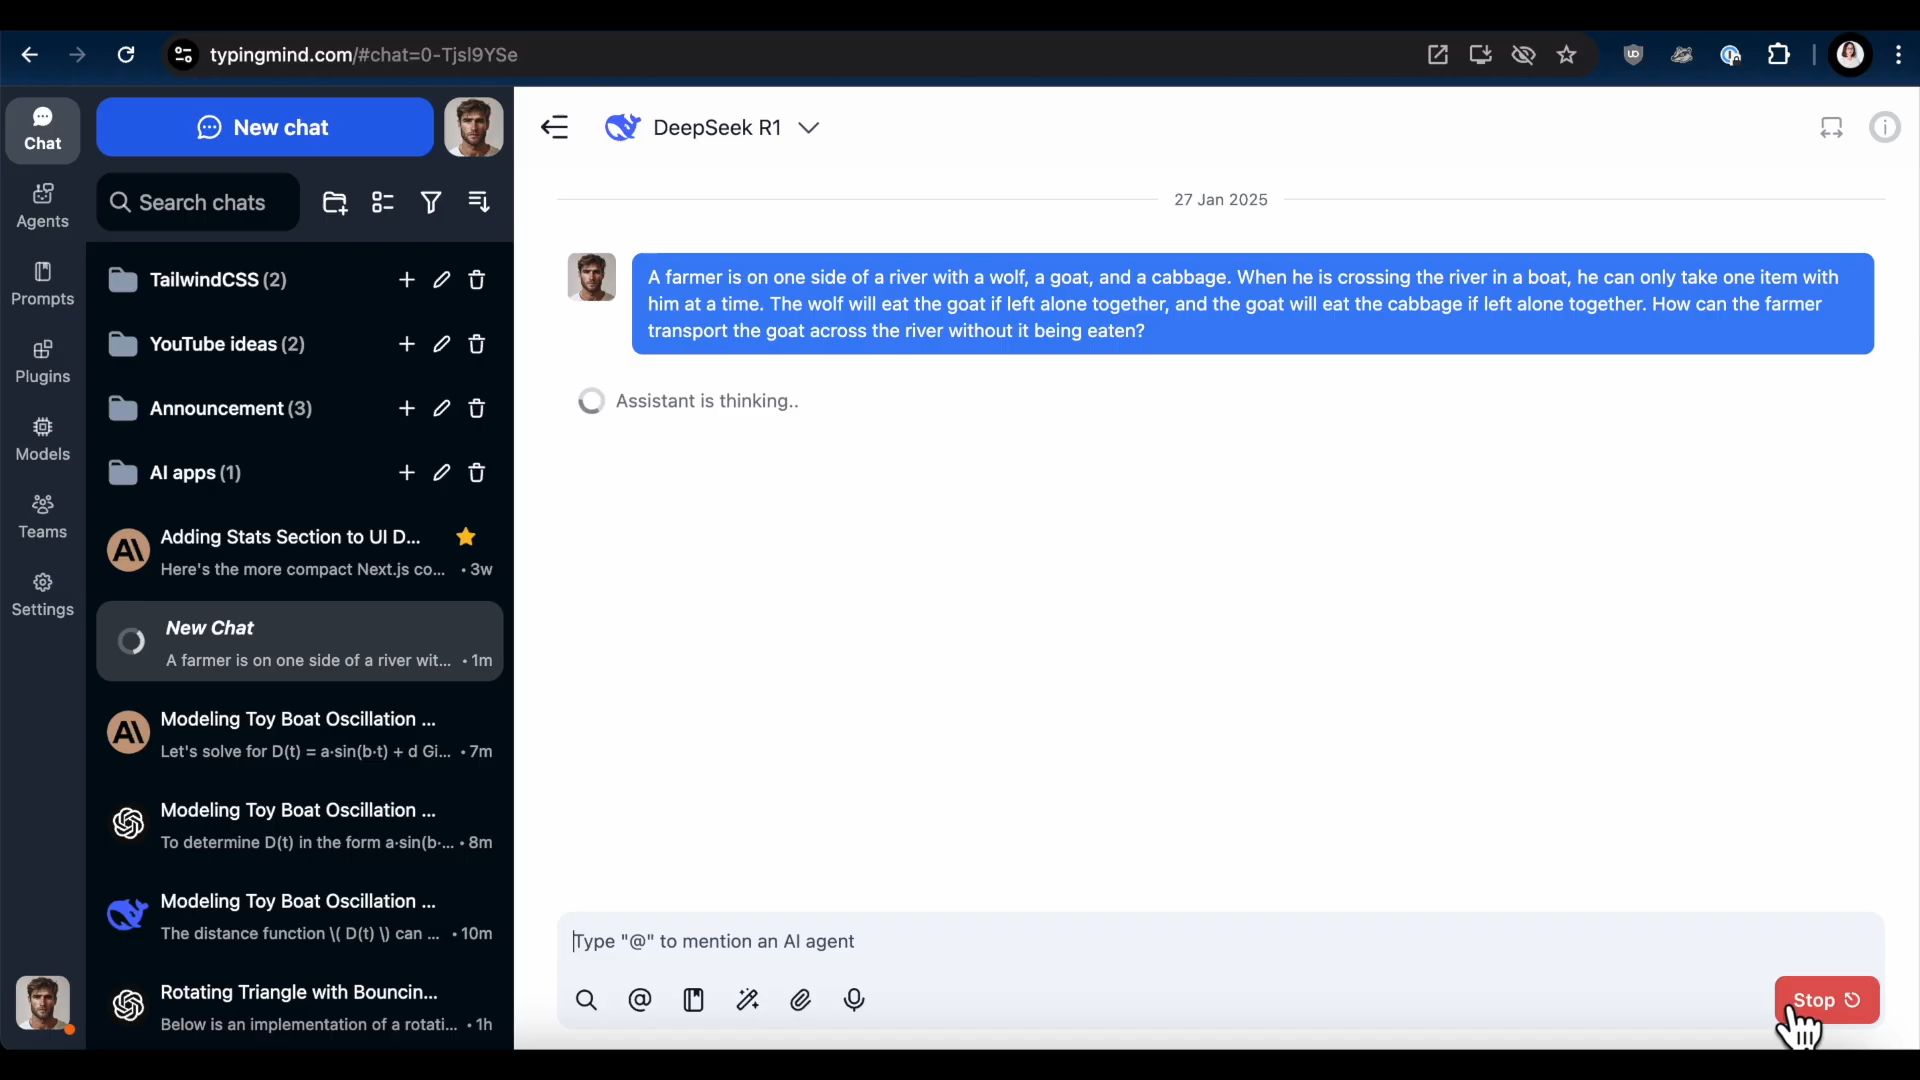 typingmind.com/#chat=0-Tjsl9YSe
Chat
Agents
Prompts
Plugins
Models
Teams
Settings
New chat
Search chats
TailwindCSS (2)
YouTube ideas (2)
Announcement (3)
AI apps (1)
Adding Stats Section to UI D...
Here's the more compact Next.js co... • 3w
New Chat
A farmer is on one side of a river wit... • 1m
Modeling Toy Boat Oscillation ...
Let's solve for D(t) = a·sin(b·t) + d Gi... • 7m
Modeling Toy Boat Oscillation ...
To determine D(t) in the form a·sin(b·... • 8m
Modeling Toy Boat Oscillation ...
The distance function \( D(t) \) can ... • 10m
Rotating Triangle with Bouncin...
Below is an implementation of a rotati... • 1h
DeepSeek R1
27 Jan 2025
A farmer is on one side of a river with a wolf, a goat, and a cabbage. When he is crossing the river in a boat, he can only take one item with
him at a time. The wolf will eat the goat if left alone together, and the goat will eat the cabbage if left alone together. How can the farmer
transport the goat across the river without it being eaten?
Assistant is thinking..
Type "@" to mention an AI agent
Stop